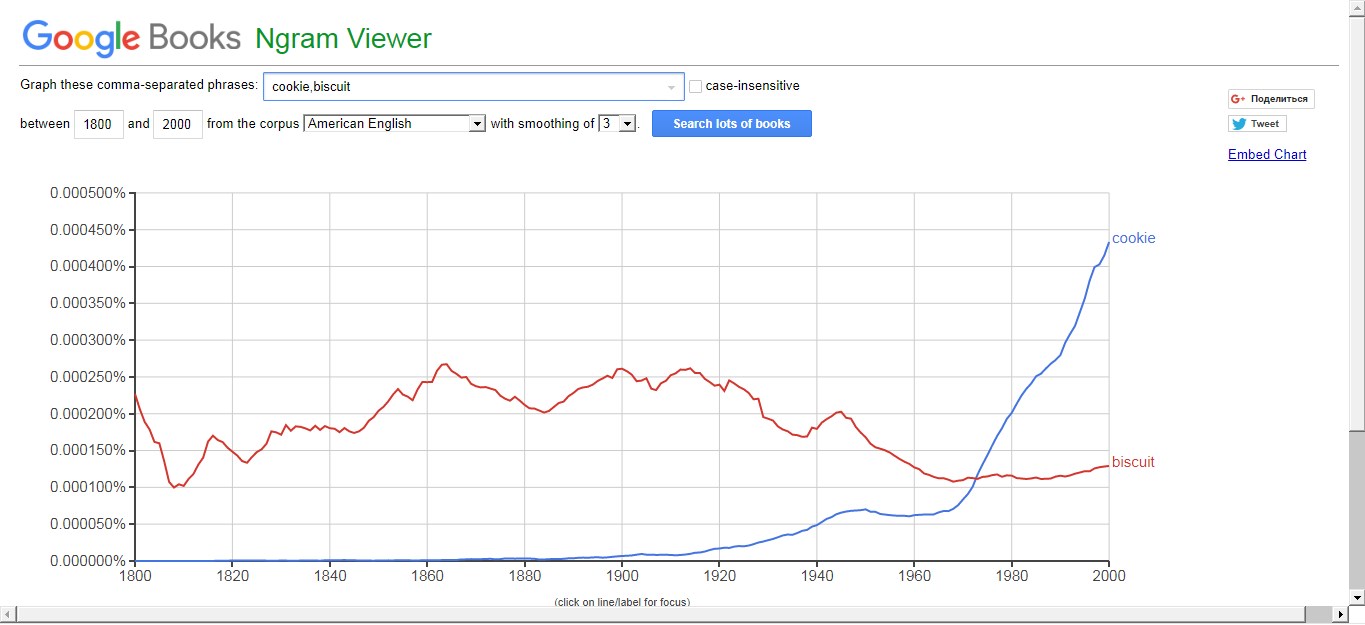 Google Books Ngram Viewer
Graph these comma-separated phrases: cookie,biscuit case-insensitive
between 1800 and 2000 from the corpus American English with smoothing of 3 . Search lots of books
G+ Поделиться
Tweet
Embed Chart
0.000500%
0.000450%
0.000400%
0.000350%
0.000300%
0.000250%
0.000200%
0.000150%
0.000100%
0.000050%
0.000000%
cookie
biscuit
1800 1820 1840 1860 1880 1900 1920 1940 1960 1980 2000
(click on line/label for focus)